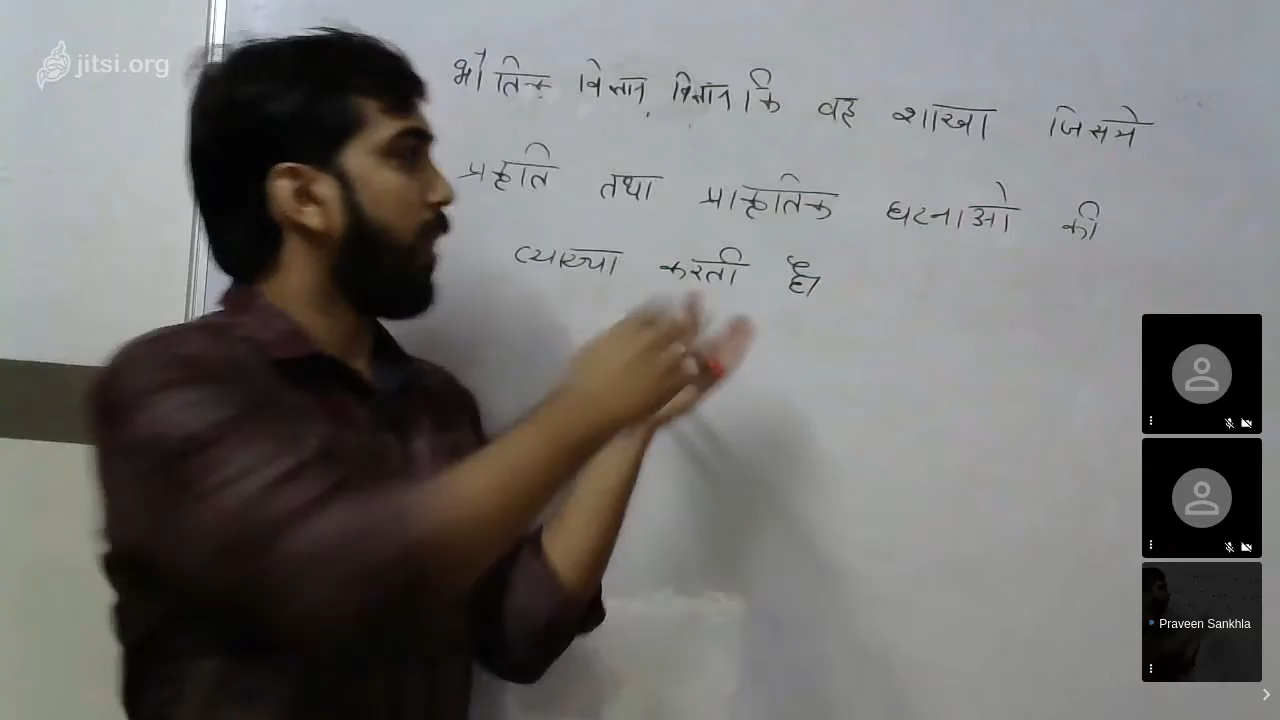 jitsi.org
भौतिक विज्ञान विज्ञान कि वह शाखा जिसमे
प्रकृति तथा प्राकृतिक घटनाओ की
व्याख्या करती है।
Praveen Sankhla